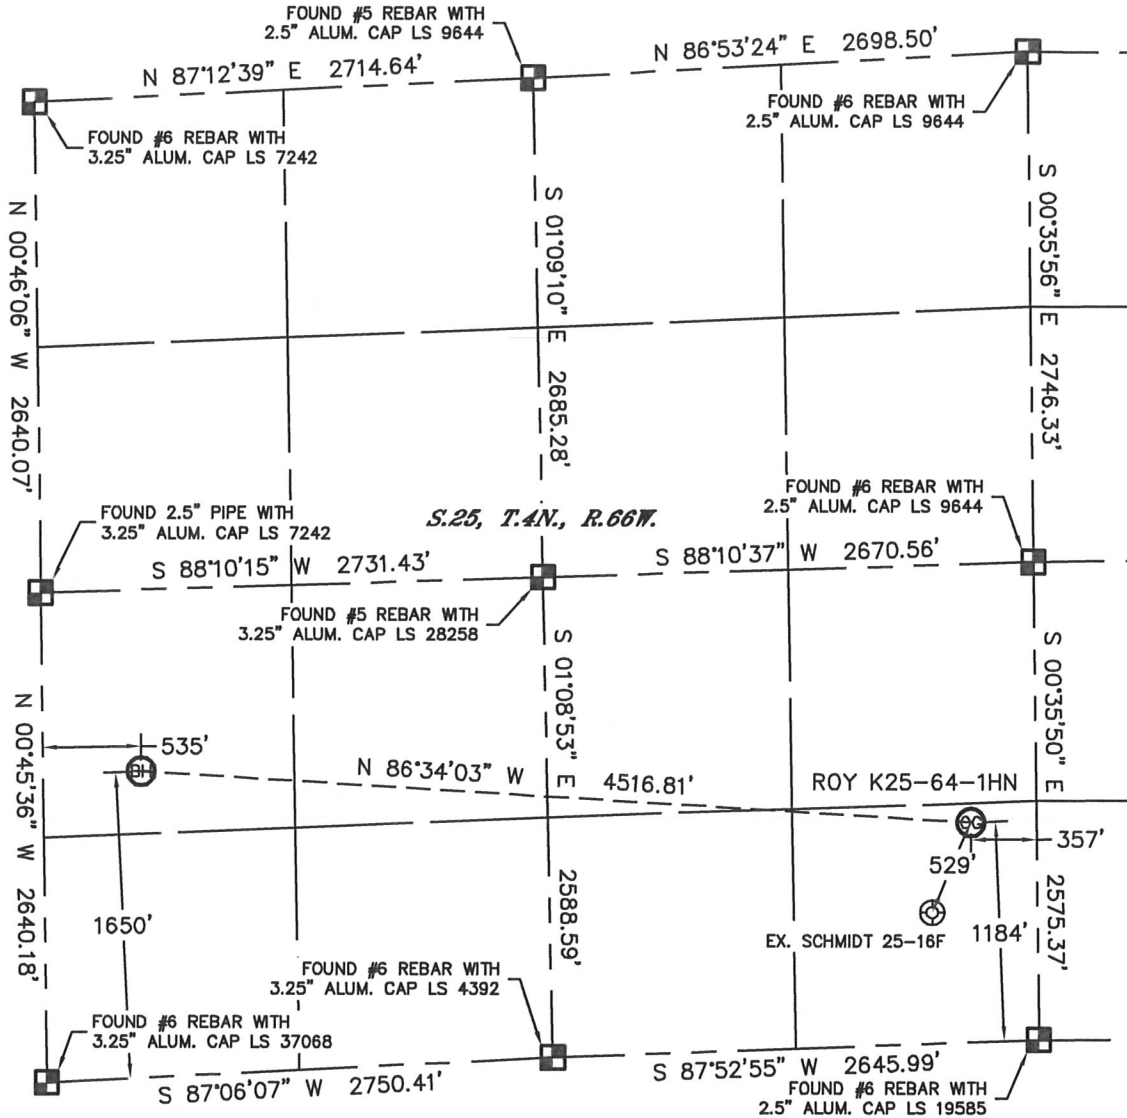 FOUND #5 REBAR WITH
2.5" ALUM. CAP LS 9644
N 86°53'24" E 2698.50'
N 87°12'39" E 2714.64'
FOUND #6 REBAR WITH
2.5" ALUM. CAP LS 9644
FOUND #6 REBAR WITH
3.25" ALUM. CAP LS 7242
N 00°46'06" W 2640.07'
S 01°09'10" E 2685.28'
S 00°35'56" E 2746.33'
FOUND #6 REBAR WITH
2.5" ALUM. CAP LS 9644
FOUND 2.5" PIPE WITH
3.25" ALUM. CAP LS 7242
S.25, T.4N., R.66W.
S 88°10'15" W 2731.43'
S 88°10'37" W 2670.56'
FOUND #5 REBAR WITH
3.25" ALUM. CAP LS 28258
N 00°45'36" W 2640.18'
S 01°08'53" E 2588.59'
S 00°35'50" E 2575.37'
535'
BH
N 86°34'03" W 4516.81'
ROY K25-64-1HN
OG
357'
529'
1650'
EX. SCHMIDT 25-16F
1184'
FOUND #6 REBAR WITH
3.25" ALUM. CAP LS 4392
FOUND #6 REBAR WITH
3.25" ALUM. CAP LS 37068
S 87°06'07" W 2750.41'
S 87°52'55" W 2645.99'
FOUND #6 REBAR WITH
2.5" ALUM. CAP LS 19585